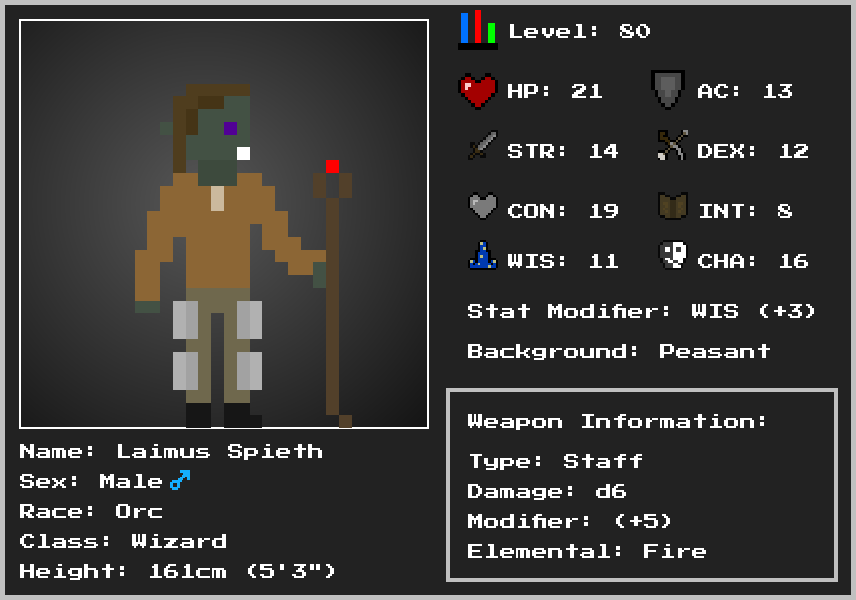 Level: 80
HP: 21
AC: 13
STR: 14
DEX: 12
CON: 19
INT: 8
WIS: 11
CHA: 16
Stat Modifier: WIS (+3)
Background: Peasant
Weapon Information:
Type: Staff
Damage: d6
Modifier: (+5)
Elemental: Fire
Name: Laimus Spieth
Sex: Male ♂
Race: Orc
Class: Wizard
Height: 161cm (5'3")